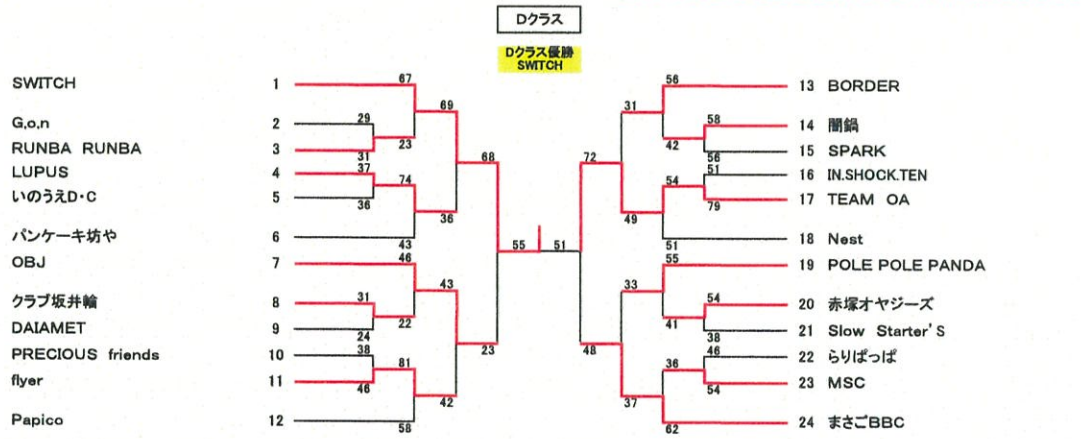 Dクラス
Dクラス優勝
SWITCH
SWITCH 1 67
69
G,o,n 2 29
23
RUNBA RUNBA 3 31
68
LUPUS 4 37
74
いのうえD・C 5 36
36
パンケーキ坊や 6 43
55
OBJ 7 46
43
クラブ坂井輪 8 31
22
DAIAMET 9 24
23
PRECIOUS friends 10 38
81
flyer 11 46
42
Papico 12 58
56 13 BORDER
31
58 14 闇鍋
42
56 15 SPARK
72
51 16 IN.SHOCK.TEN
54
79 17 TEAM OA
49
51 18 Nest
51
55 19 POLE POLE PANDA
33
54 20 赤塚オヤジーズ
41
38 21 Slow Starter'S
48
46 22 らりぱっぱ
36
54 23 MSC
37
62 24 まさごBBC